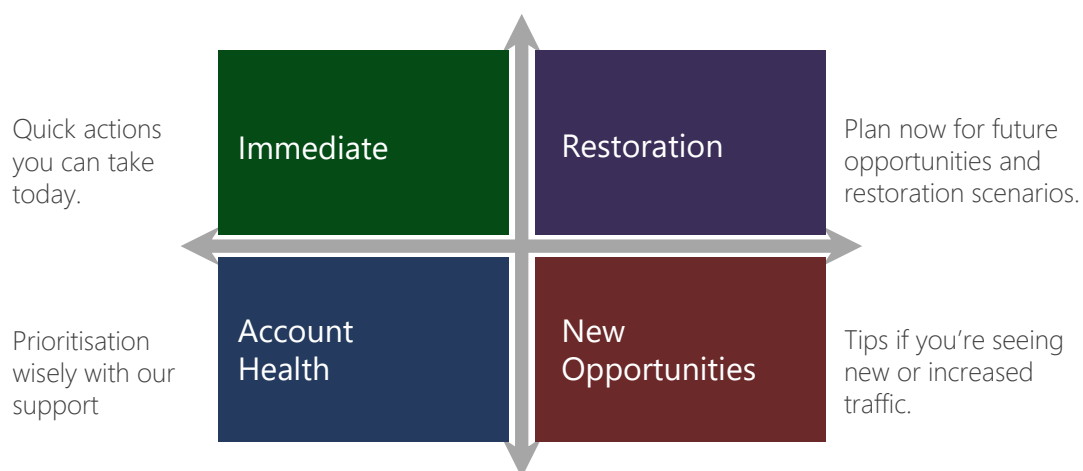 Quick actions
you can take
today.
Immediate
Restoration
Plan now for future
opportunities and
restoration scenarios.
Prioritisation
wisely with our
support
Account
Health
New
Opportunities
Tips if you’re seeing
new or increased
traffic.